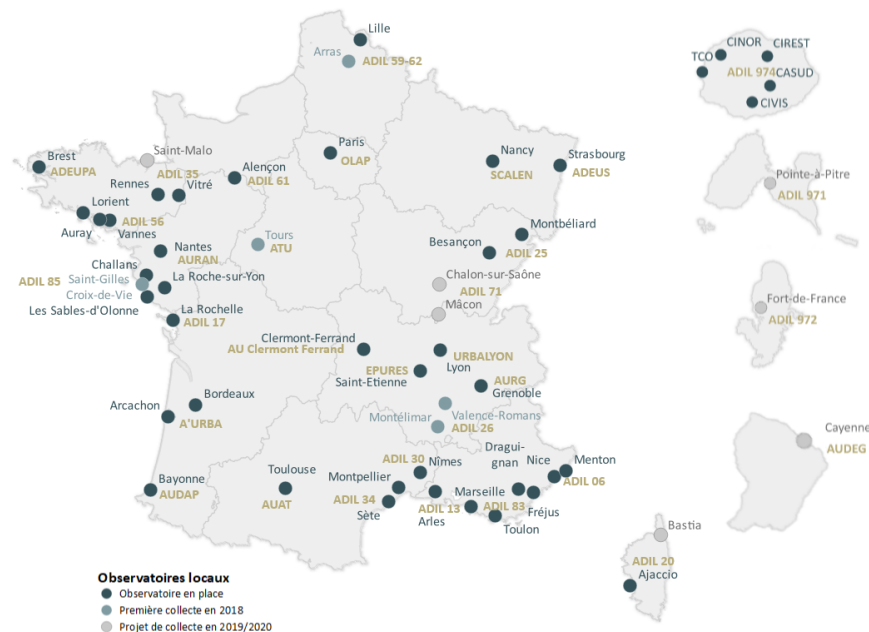 Lille
Arras
ADIL 59-62
CINOR
CIREST
TCO
ADIL 974
CASUD
CIVIS
Paris
OLAP
Nancy
SCALEN
Strasbourg
ADEUS
Brest
ADEUPA
Saint-Malo
ADIL 35
Rennes
Vitré
Alençon
ADIL 61
Pointe-à-Pitre
ADIL 971
Lorient
ADIL 56
Auray
Vannes
Montbéliard
Besançon
ADIL 25
Tours
ATU
Nantes
AURAN
Challans
ADIL 85
Saint-Gilles
Croix-de-Vie
La Roche-sur-Yon
Les Sables-d'Olonne
La Rochelle
ADIL 17
Chalon-sur-Saône
ADIL 71
Mâcon
Fort-de-France
ADIL 972
Clermont-Ferrand
AU Clermont Ferrand
URBALYON
Lyon
EPURES
Saint-Etienne
AURG
Grenoble
Bordeaux
Arcachon
A'URBA
Valence-Romans
Montélimar
ADIL 26
Cayenne
AUDEG
Bayonne
AUDAP
Toulouse
AUAT
ADIL 30
Nîmes
Montpellier
ADIL 34
Sète
Dragui-
gnan
Nice
Menton
ADIL 06
Marseille
ADIL 13
ADIL 83
Arles
Fréjus
Toulon
Bastia
ADIL 20
Ajaccio
Observatoires locaux
Observatoire en place
Première collecte en 2018
Projet de collecte en 2019/2020